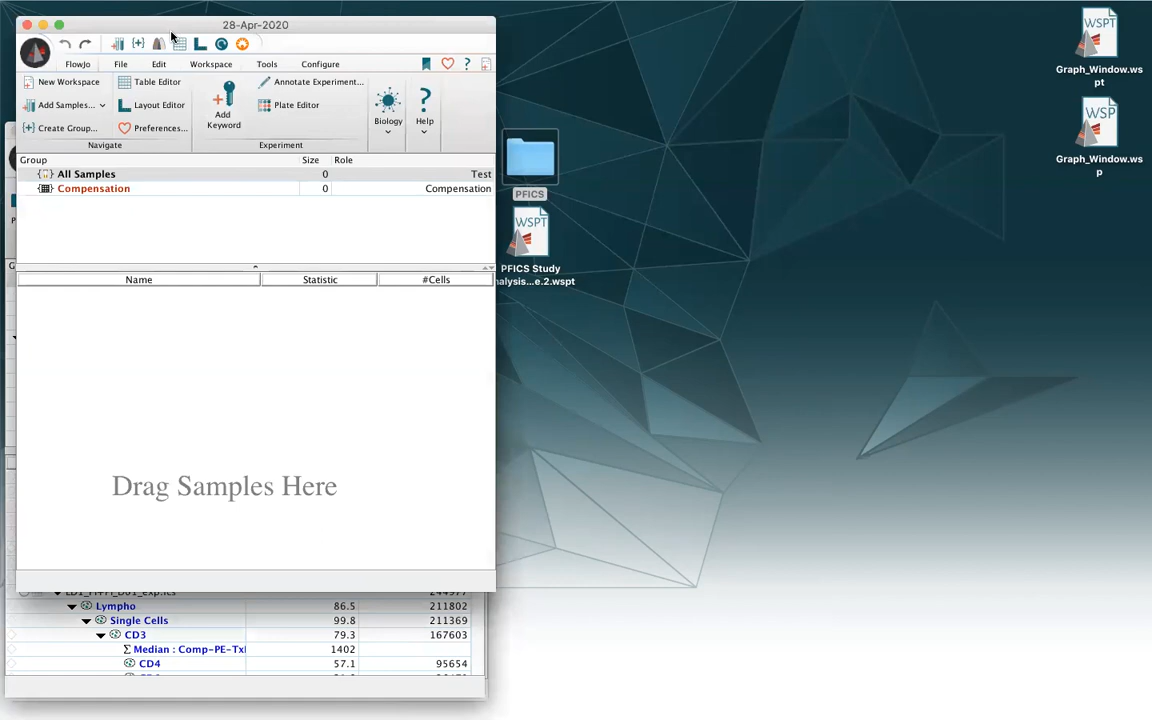 28-Apr-2020
FlowJo File Edit Workspace Tools Configure
New Workspace
Add Samples...
Create Group...
Navigate
Table Editor
Layout Editor
Preferences...
Add
Keyword
Annotate Experiment...
Plate Editor
Experiment
Biology
Help
Group Size Role
All Samples 0 Test
Compensation 0 Compensation
Name Statistic #Cells
Drag Samples Here
Lympho 86.5 211802
Single Cells 99.8 211369
CD3 79.3 167603
Σ Median : Comp-PE-Tx 1402
CD4 57.1 95654
PFICS
WSPT
PFICS Study
nalysis...e.2.wspt
WSPT
Graph_Window.ws
pt
WSP
Graph_Window.ws
p